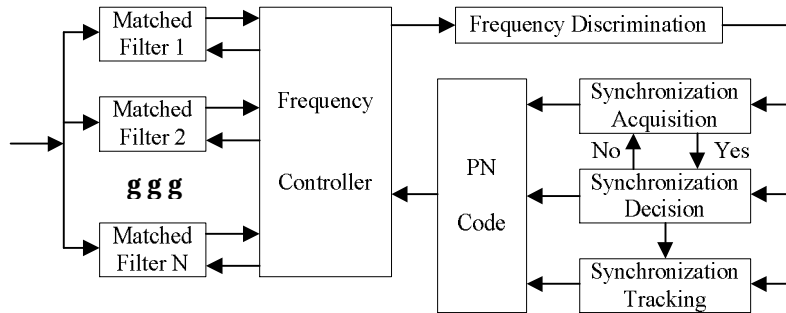 Matched
Filter 1
Frequency Discrimination
Matched
Filter 2
g g g
Matched
Filter N
Frequency
Controller
PN
Code
Synchronization
Acquisition
No
Yes
Synchronization
Decision
Synchronization
Tracking